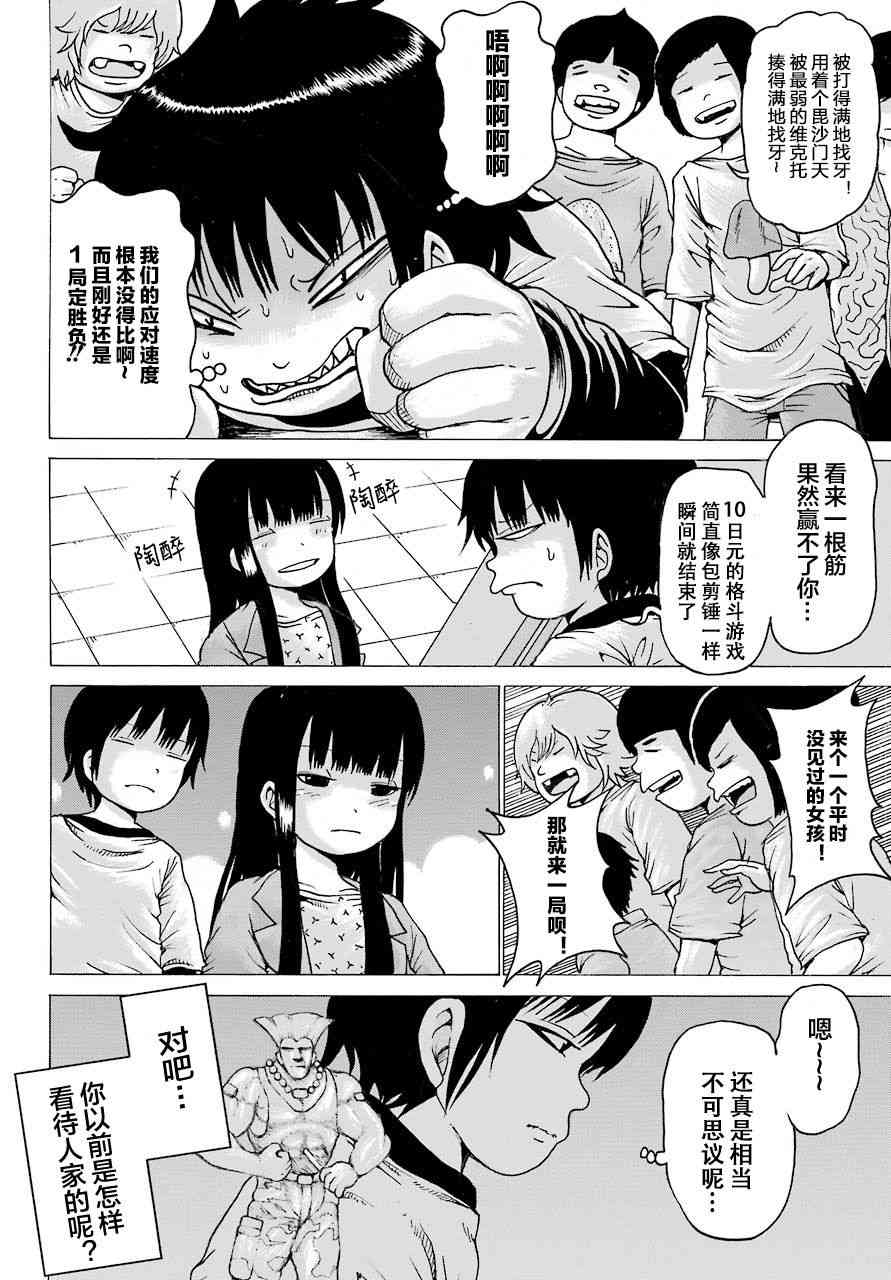 被打得满地找牙！
用着个毘沙门天
被最弱的维克托
揍得满地找牙~
唔啊啊啊啊啊
我们的应对速度
根本没得比啊~
而且刚好还是
1局定胜负!!
看来一根筋
果然赢不了你…
10日元的格斗游戏
简直像包剪锤一样
瞬间就结束了
陶醉
陶醉
来个一个平时
没见过的女孩！
那就来一局呗！
嗯~~~
还真是相当
不可思议呢…
对吧…
你以前是怎样
看待人家的呢？